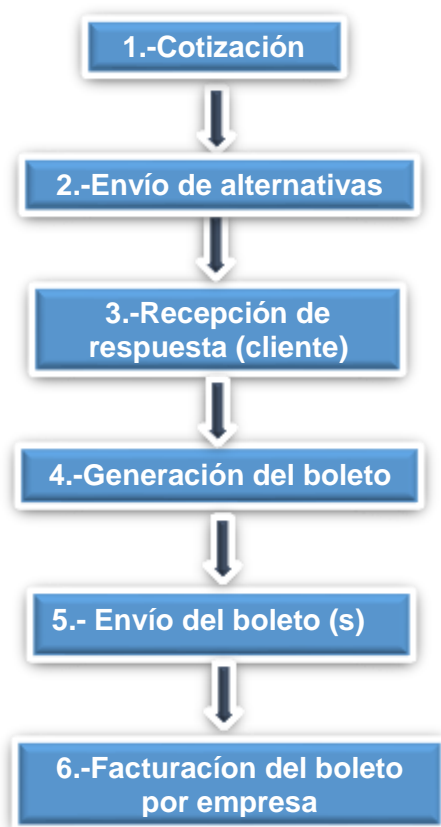 1.-Cotización
2.-Envío de alternativas
3.-Recepción de
respuesta (cliente)
4.-Generación del boleto
5.- Envío del boleto (s)
6.-Facturacíon del boleto
por empresa